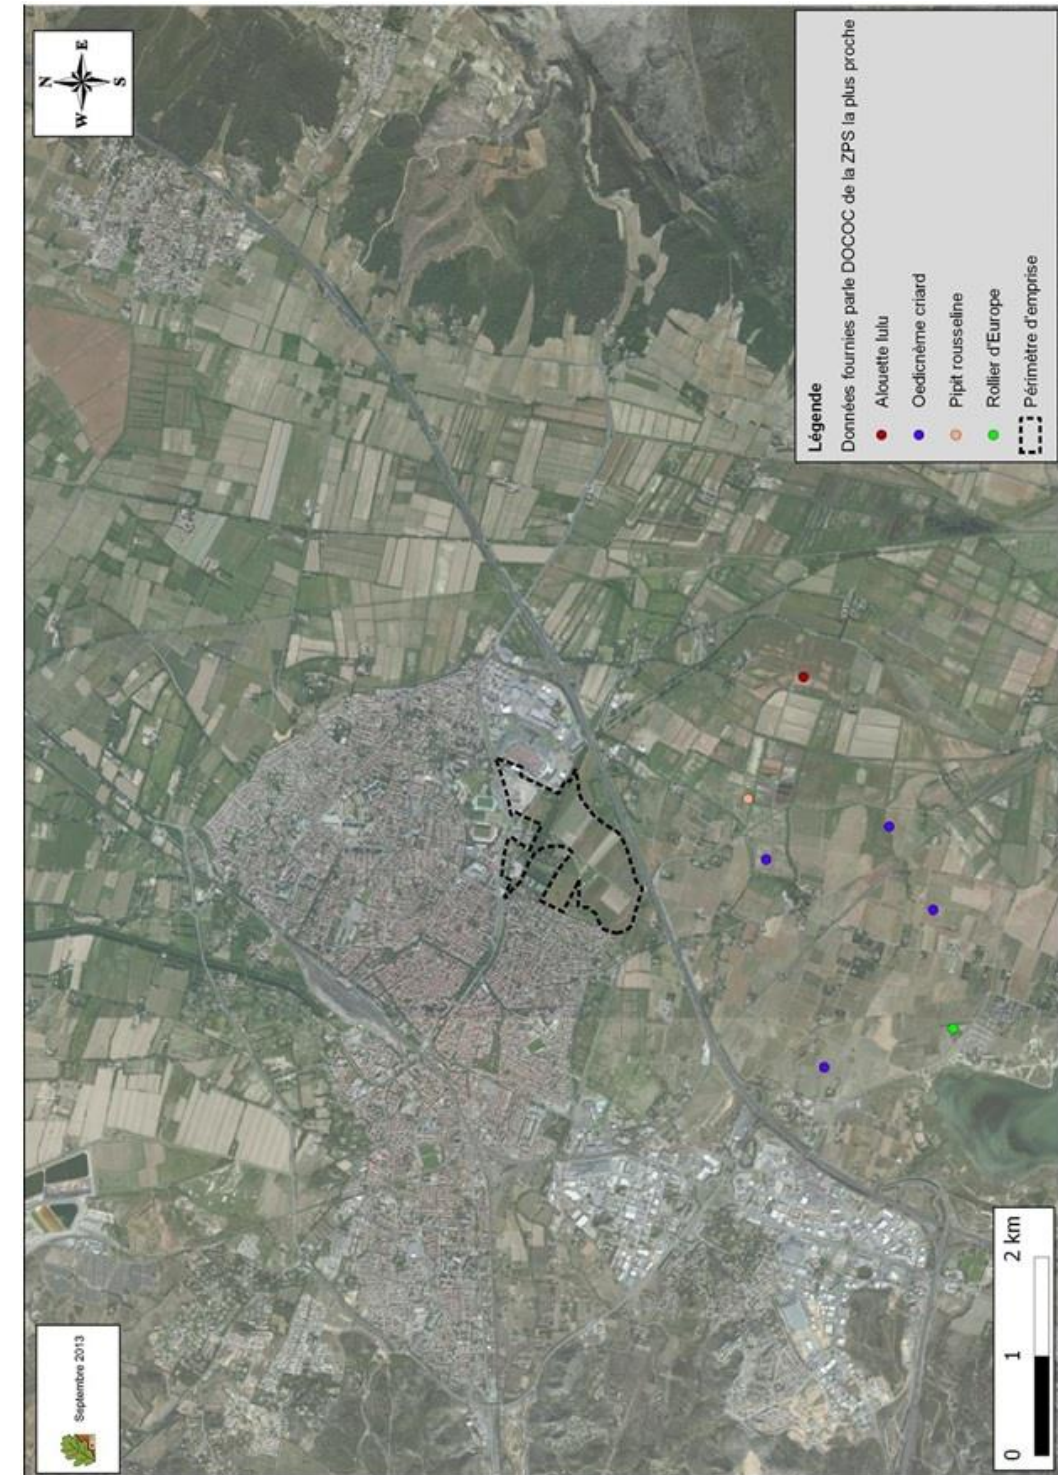 N
E
W
S
Septembre 2013
Légende
Données fournies parle DOCOC de la ZPS la plus proche
Alouette lulu
Oedicnème criard
Pipit rousseline
Rollier d'Europe
Périmètre d'emprise
0 1 2 km